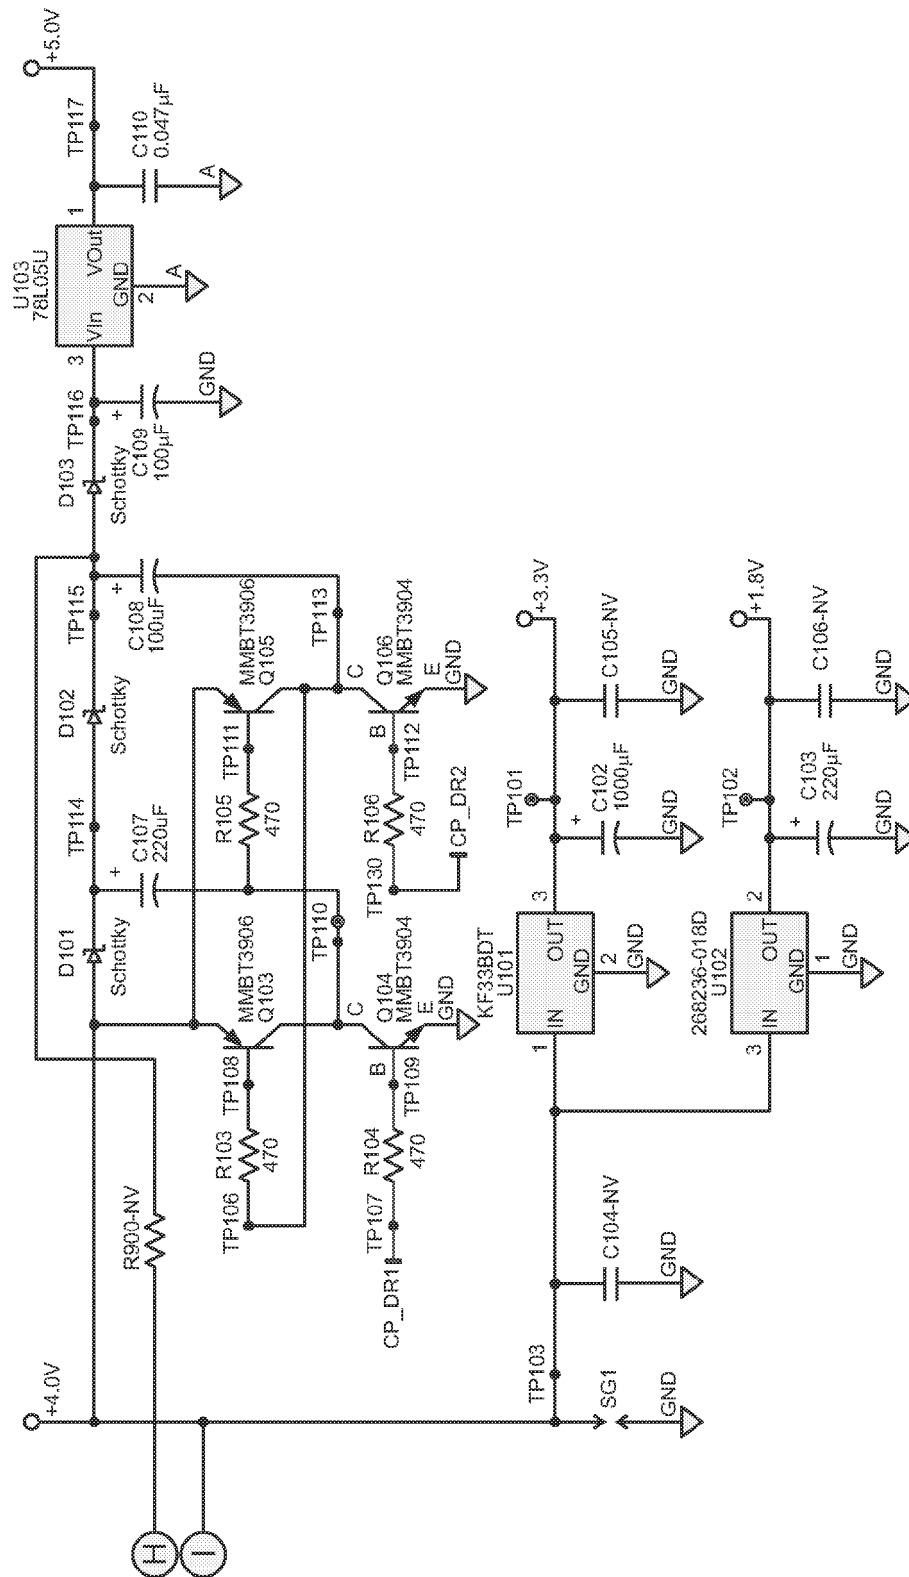 +4.0V
+5.0V
H
I
R900-NV
D101
Schottky
TP114
D102
Schottky
TP115
D103
Schottky
TP116
U103
78L05U
3
VIn
VOut
GND
1
2
A
TP117
C110
0.047µF
A
+
C109
100µF
GND
+
C107
220uF
+
C108
100uF
MMBT3906
Q103
TP108
R103
470
TP106
MMBT3906
Q105
TP111
R105
470
TP110
TP113
C
Q104
MMBT3904
B
E
GND
TP109
R104
470
TP107
CP_DR1
C
Q106
MMBT3904
B
E
GND
TP112
R106
470
TP130
CP_DR2
TP103
SG1
GND
C104-NV
GND
KF33BDT
U101
1
IN
OUT
GND
3
2
GND
TP101
+
C102
1000µF
GND
C105-NV
GND
+3.3V
268236-018D
U102
3
IN
OUT
GND
2
1
GND
TP102
+
C103
220µF
GND
C106-NV
GND
+1.8V